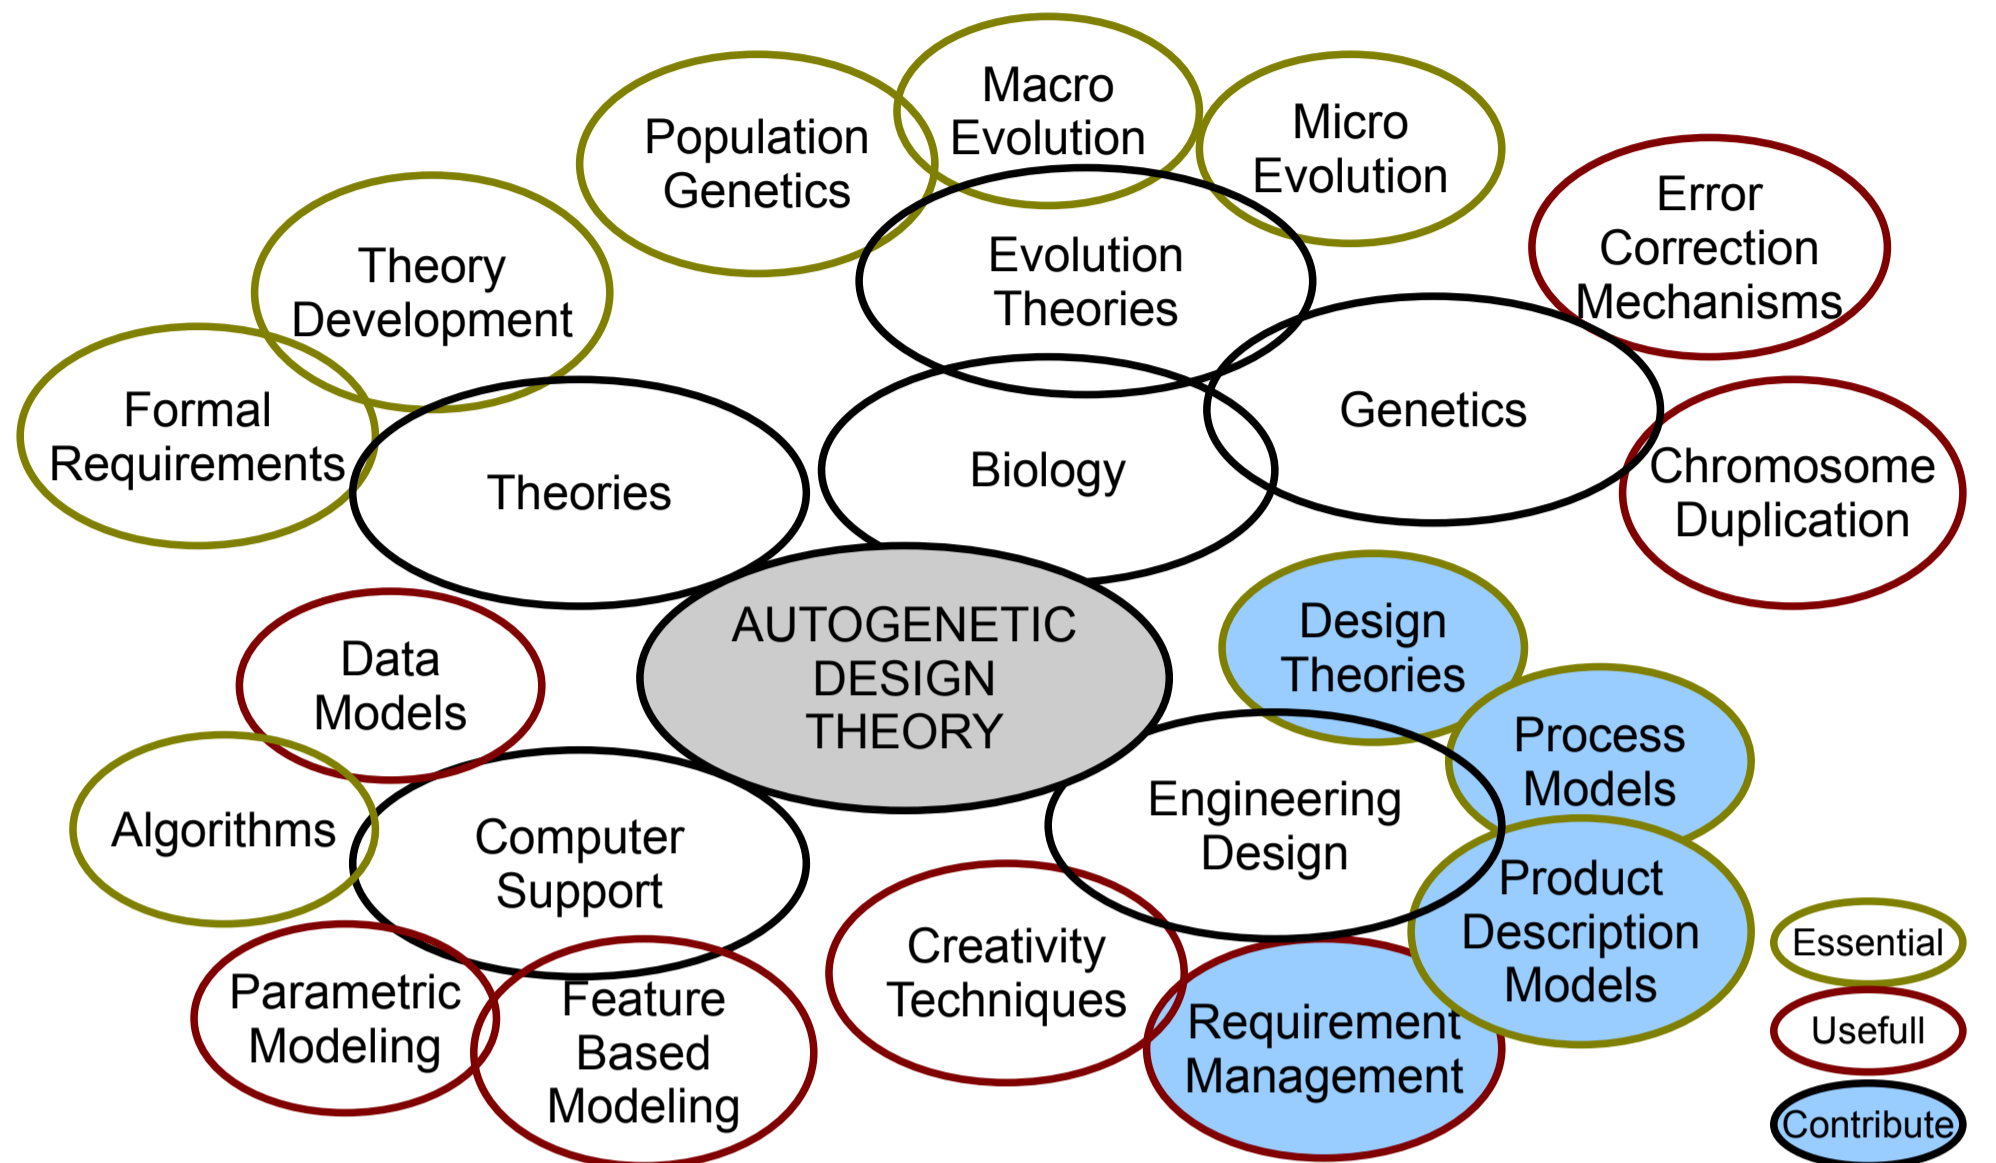 Macro
Evolution
Population
Genetics
Micro
Evolution
Error
Correction
Mechanisms
Theory
Development
Evolution
Theories
Formal
Requirements
Genetics
Theories
Biology
Chromosome
Duplication
AUTOGENETIC
DESIGN
THEORY
Design
Theories
Data
Models
Process
Models
Algorithms
Computer
Support
Engineering
Design
Product
Description
Models
Creativity
Techniques
Parametric
Modeling
Feature
Based
Modeling
Requirement
Management
Essential
Usefull
Contribute